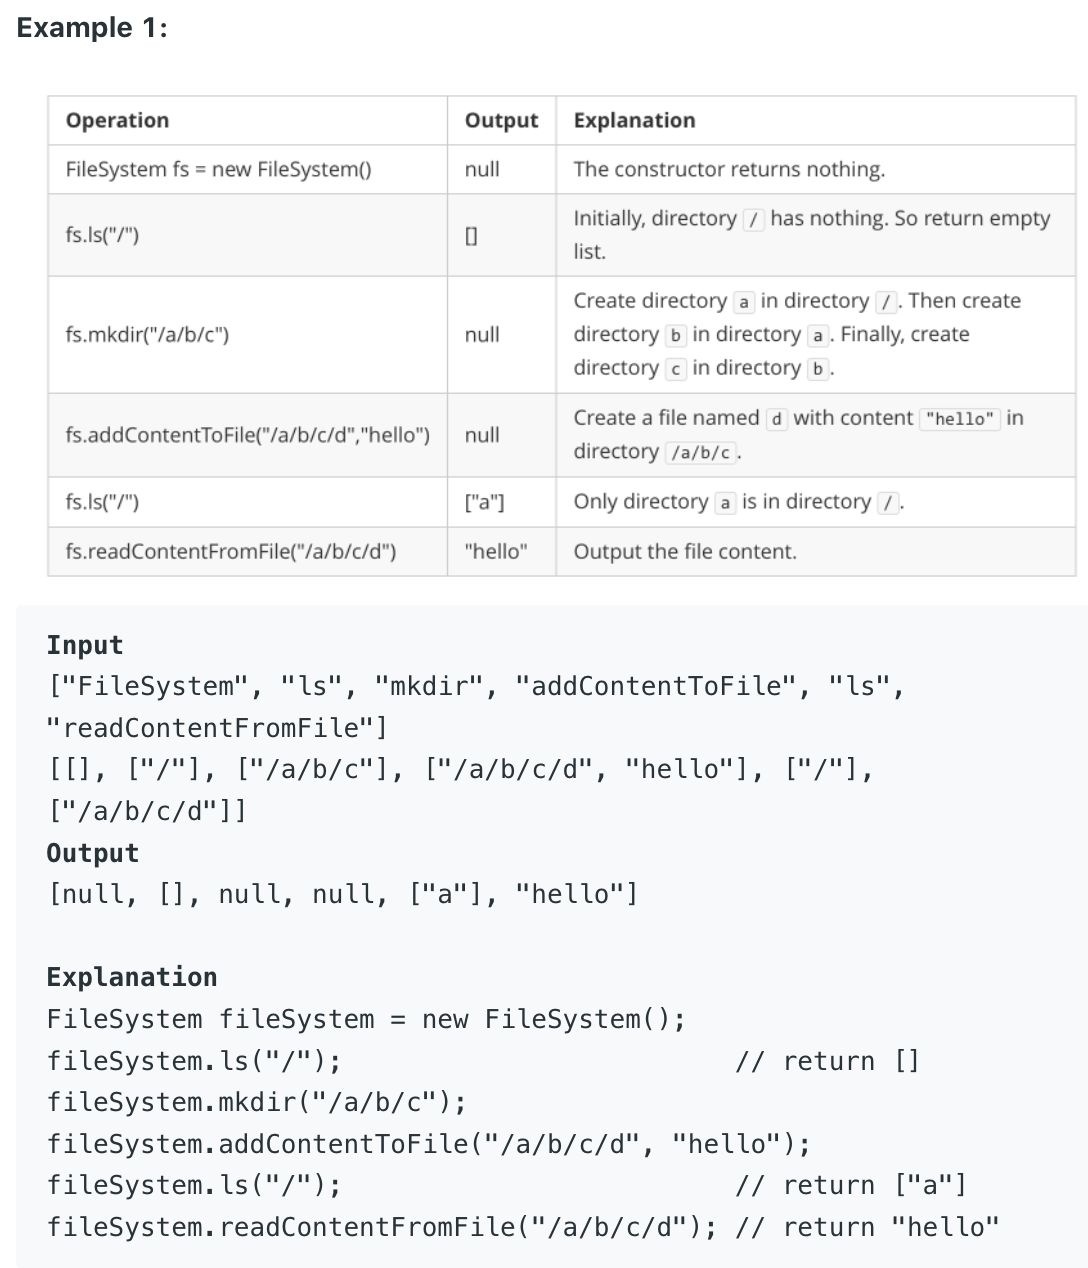 Example 1:
Operation Output Explanation
FileSystem fs = new FileSystem() null The constructor returns nothing.
fs.ls("/") [] Initially, directory / has nothing. So return empty
list.
fs.mkdir("/a/b/c") null Create directory a in directory /. Then create
directory b in directory a. Finally, create
directory c in directory b.
fs.addContentToFile("/a/b/c/d","hello") null Create a file named d with content "hello" in
directory /a/b/c.
fs.ls("/") ["a"] Only directory a is in directory /.
fs.readContentFromFile("/a/b/c/d") "hello" Output the file content.
Input
["FileSystem", "ls", "mkdir", "addContentToFile", "ls",
"readContentFromFile"]
[[], ["/"], ["/a/b/c"], ["/a/b/c/d", "hello"], ["/"],
["/a/b/c/d"]]
Output
[null, [], null, null, ["a"], "hello"]
Explanation
FileSystem fileSystem = new FileSystem();
fileSystem.ls("/"); // return []
fileSystem.mkdir("/a/b/c");
fileSystem.addContentToFile("/a/b/c/d", "hello");
fileSystem.ls("/"); // return ["a"]
fileSystem.readContentFromFile("/a/b/c/d"); // return "hello"